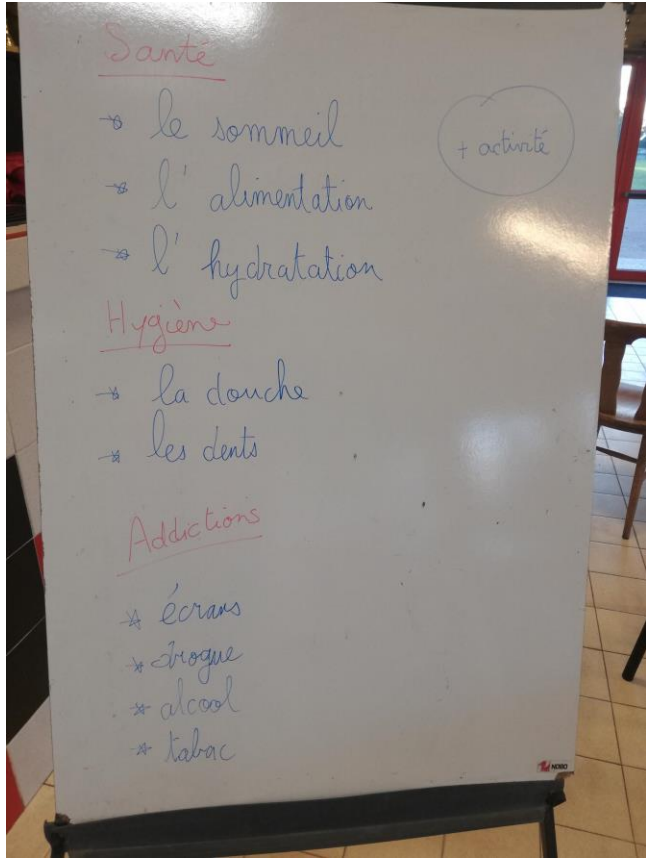 Santé
le sommeil
+ activité
l'alimentation
l'hydratation
Hygiène
la douche
les dents
Addictions
écrans
drogue
alcool
tabac
NOBO